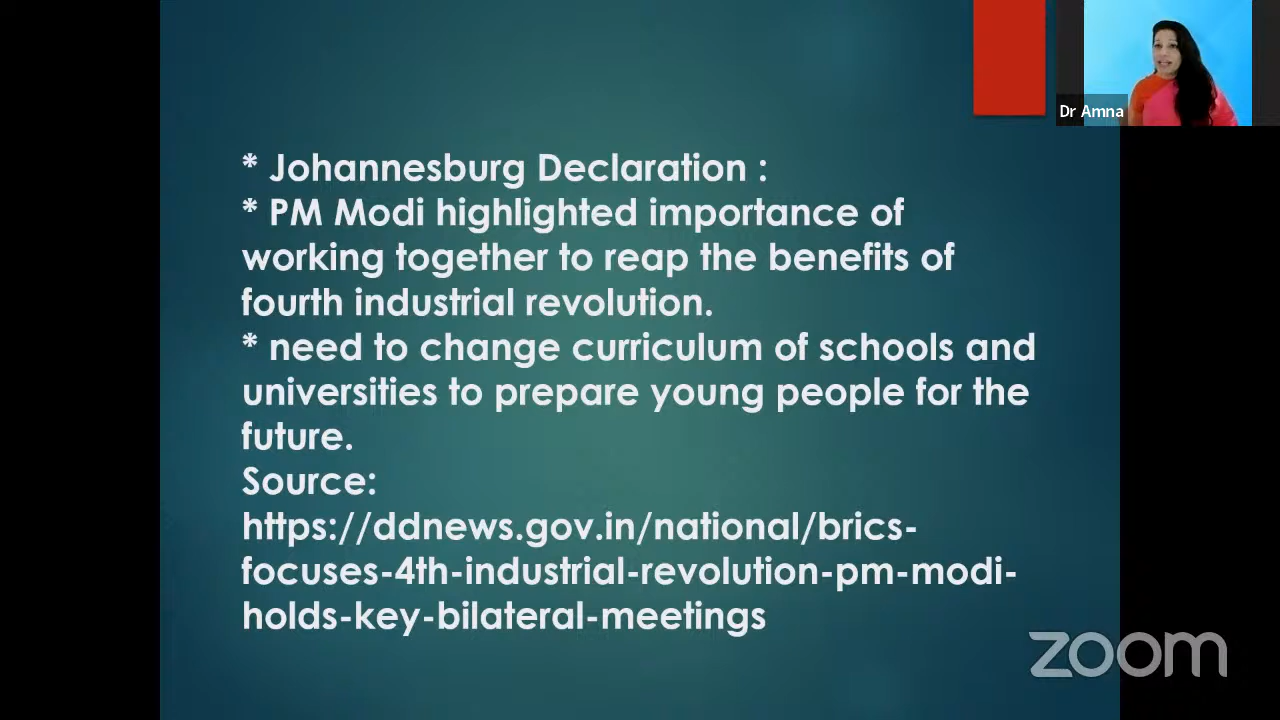 Dr Amna
* Johannesburg Declaration :
* PM Modi highlighted importance of
working together to reap the benefits of
fourth industrial revolution.
* need to change curriculum of schools and
universities to prepare young people for the
future.
Source:
https://ddnews.gov.in/national/brics-
focuses-4th-industrial-revolution-pm-modi-
holds-key-bilateral-meetings
zoom